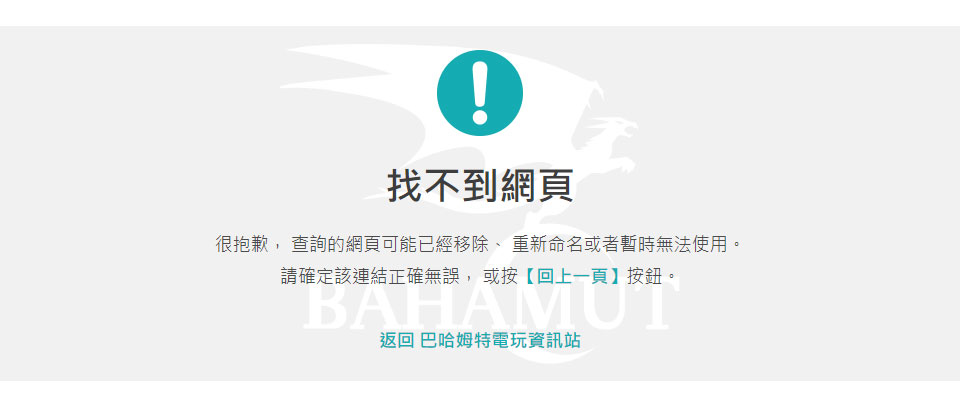 找不到網頁
很抱歉，查詢的網頁可能已經移除、重新命名或者暫時無法使用。
請確定該連結正確無誤，或按【回上一頁】按鈕。
BAHAMUT
返回 巴哈姆特電玩資訊站